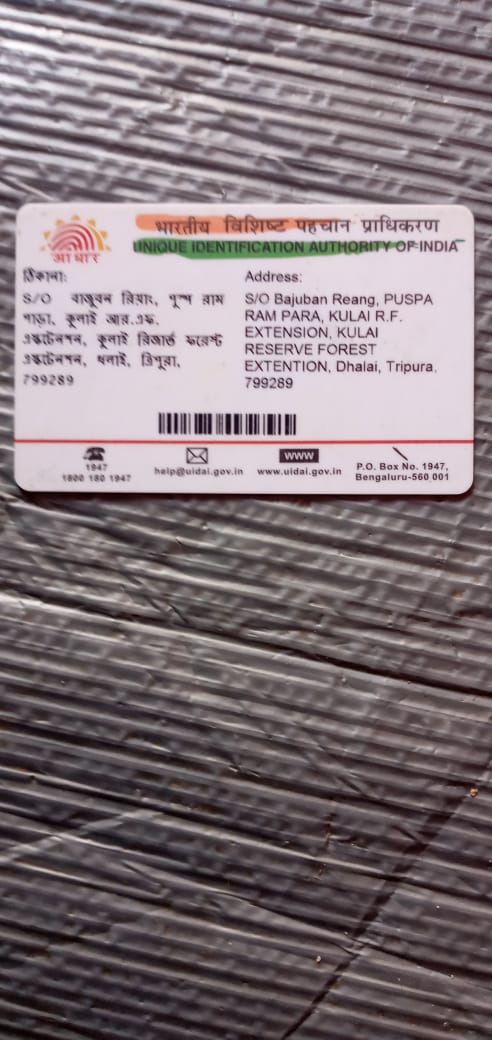 भारतीय विशिष्ट पहचान प्राधिकरण
UNIQUE IDENTIFICATION AUTHORITY OF INDIA
आधार
ঠিকানা:
S/O বাজুবন রিয়াং, পুষ্প রাম
পাড়া, কুলাই আর.এফ.
এক্সটেনশন, কুলাই রিজার্ভ ফরেস্ট
এক্সটেনশন, ধলাই, ত্রিপুরা,
799289
Address:
S/O Bajuban Reang, PUSPA
RAM PARA, KULAI R.F.
EXTENSION, KULAI
RESERVE FOREST
EXTENTION, Dhalai, Tripura,
799289
1947
1800 180 1947
help@uidai.gov.in
WWW
www.uidai.gov.in
P.O. Box No. 1947,
Bengaluru-560 001